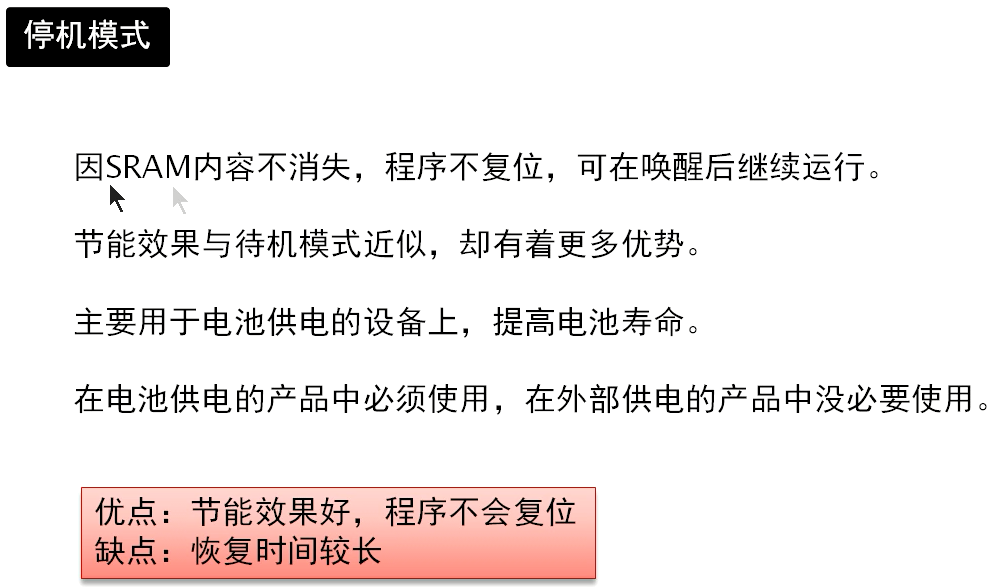 停机模式
因SRAM内容不消失，程序不复位，可在唤醒后继续运行。
节能效果与待机模式近似，却有着更多优势。
主要用于电池供电的设备上，提高电池寿命。
在电池供电的产品中必须使用，在外部供电的产品中没必要使用。
优点：节能效果好，程序不会复位
缺点：恢复时间较长